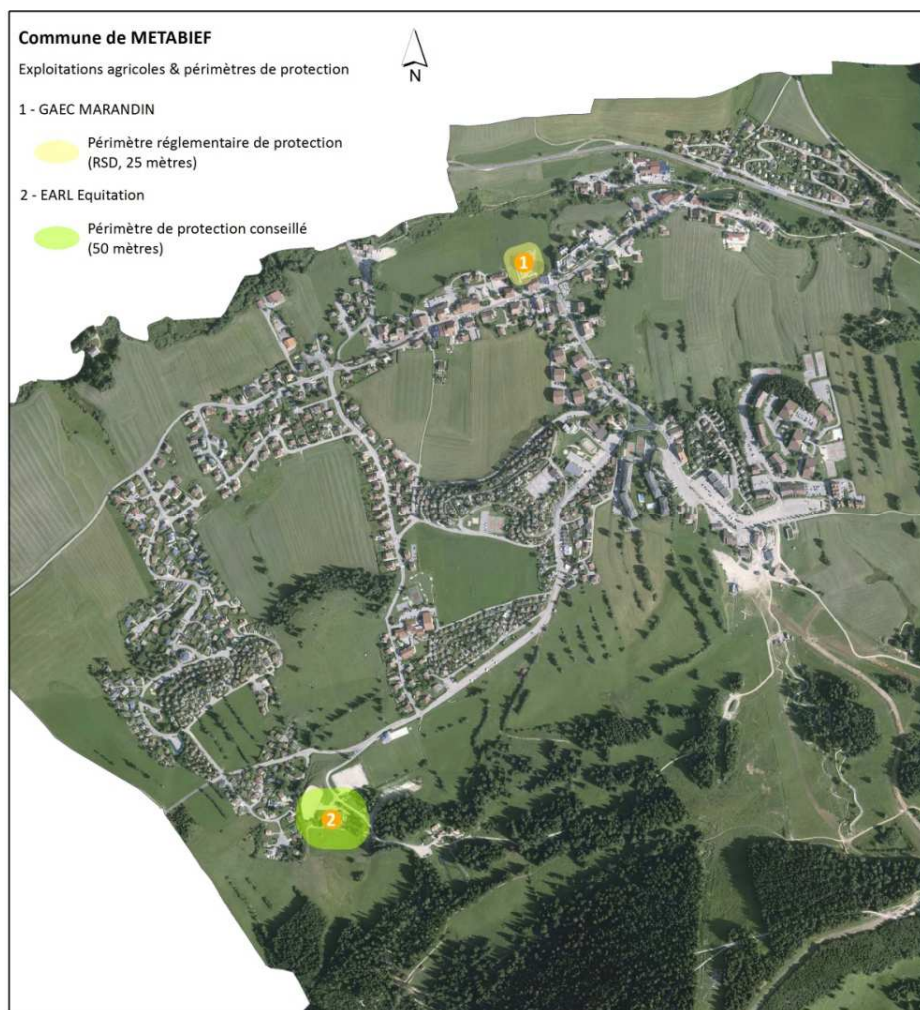 Commune de METABIEF
Exploitations agricoles & périmètres de protection
N
1 - GAEC MARANDIN
Périmètre réglementaire de protection
(RSD, 25 mètres)
2 - EARL Equitation
Périmètre de protection conseillé
(50 mètres)
1
2